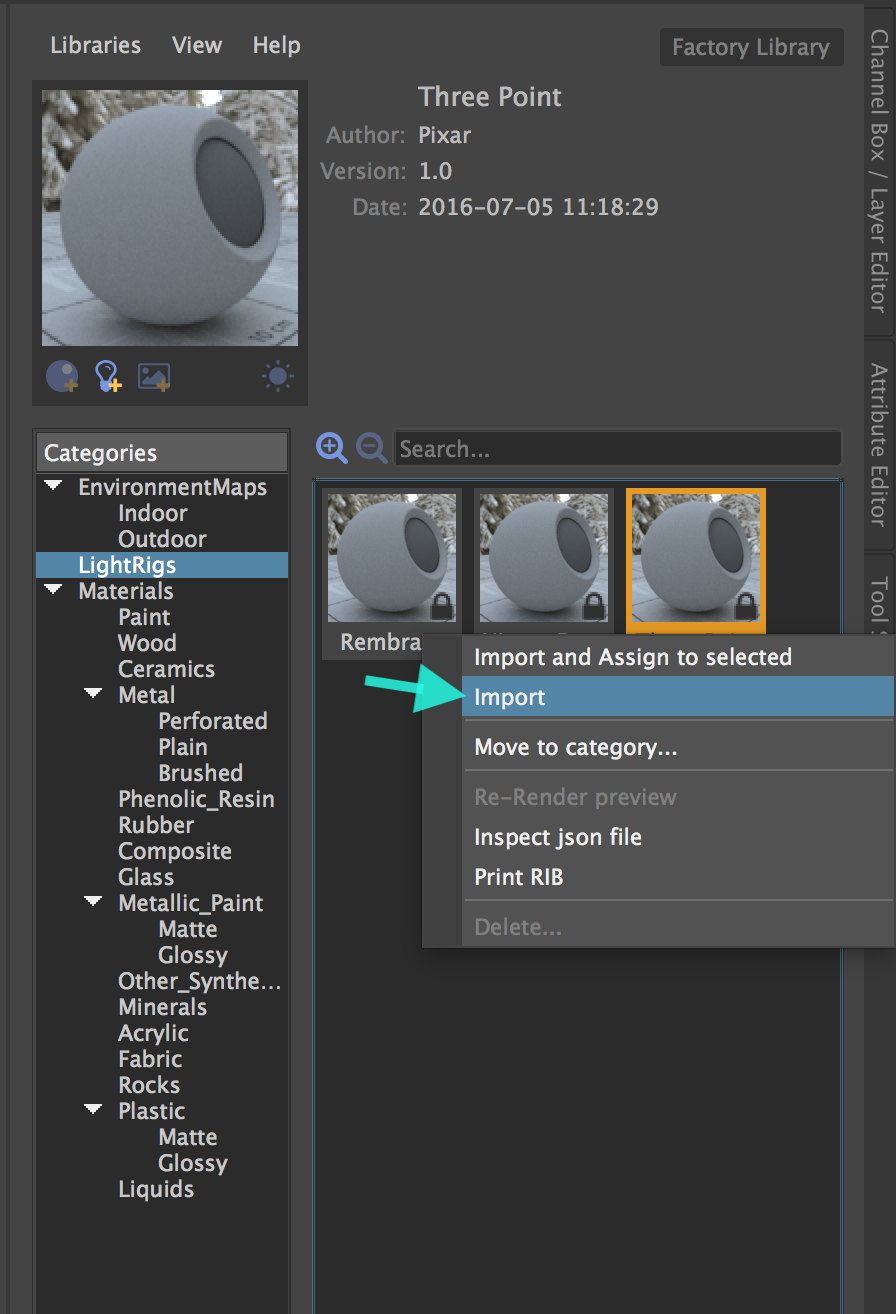 Libraries View Help
Factory Library
Three Point
Author: Pixar
Version: 1.0
Date: 2016-07-05 11:18:29
10 cm
Categories
EnvironmentMaps
Indoor
Outdoor
LightRigs
Materials
Paint
Wood
Ceramics
Metal
Perforated
Plain
Brushed
Phenolic_Resin
Rubber
Composite
Glass
Metallic_Paint
Matte
Glossy
Other_Synthe...
Minerals
Acrylic
Fabric
Rocks
Plastic
Matte
Glossy
Liquids
Search...
Rembra
Import and Assign to selected
Import
Move to category...
Re-Render preview
Inspect json file
Print RIB
Delete...
Channel Box / Layer Editor
Attribute Editor
Tool